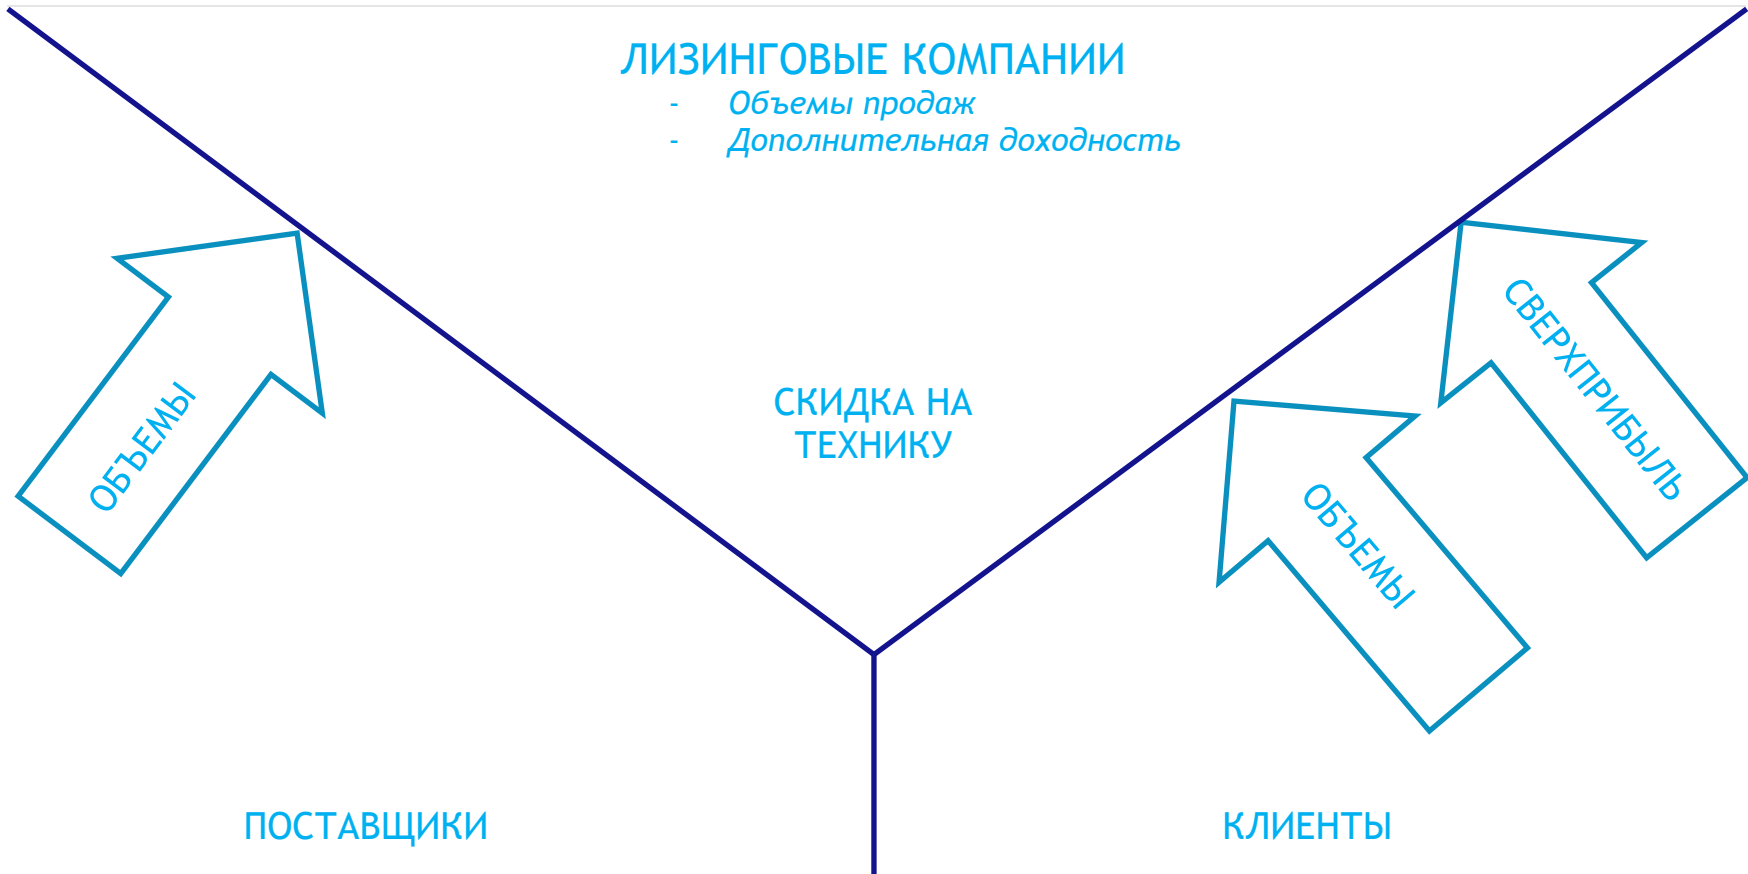 ЛИЗИНГОВЫЕ КОМПАНИИ
- Объемы продаж
- Дополнительная доходность
ОБЪЕМЫ
СКИДКА НА
ТЕХНИКУ
СВЕРХПРИБЫЛЬ
ОБЪЕМЫ
ПОСТАВЩИКИ
КЛИЕНТЫ